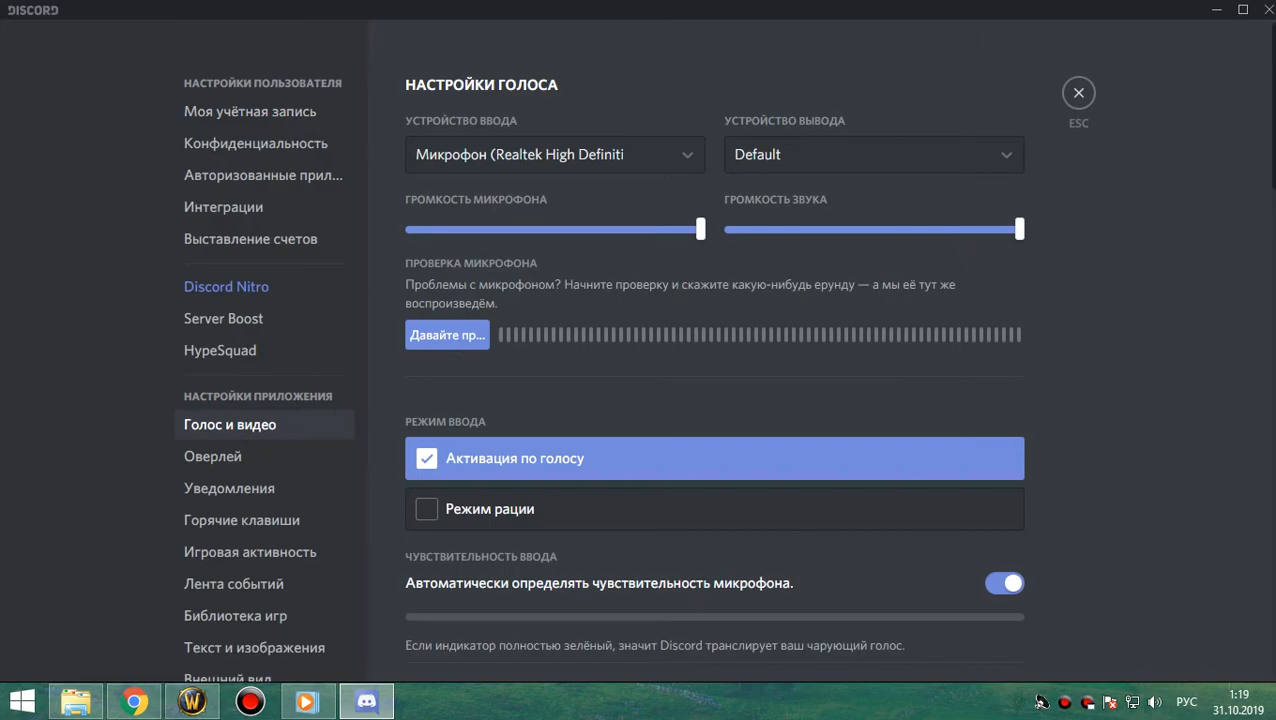 DISCORD
НАСТРОЙКИ ПОЛЬЗОВАТЕЛЯ
Моя учётная запись
Конфиденциальность
Авторизованные прил...
Интеграции
Выставление счетов
Discord Nitro
Server Boost
HypeSquad
НАСТРОЙКИ ПРИЛОЖЕНИЯ
Голос и видео
Оверлей
Уведомления
Горячие клавиши
Игровая активность
Лента событий
Библиотека игр
Текст и изображения
Внешний вид
НАСТРОЙКИ ГОЛОСА
УСТРОЙСТВО ВВОДА
Микрофон (Realtek High Definiti
УСТРОЙСТВО ВЫВОДА
Default
ГРОМКОСТЬ МИКРОФОНА
ГРОМКОСТЬ ЗВУКА
ПРОВЕРКА МИКРОФОНА
Проблемы с микрофоном? Начните проверку и скажите какую-нибудь ерунду — а мы её тут же
воспроизведём.
Давайте пр...
РЕЖИМ ВВОДА
Активация по голосу
Режим рации
ЧУВСТВИТЕЛЬНОСТЬ ВВОДА
Автоматически определять чувствительность микрофона.
Если индикатор полностью зелёный, значит Discord транслирует ваш чарующий голос.
ESC
W
РУС
1:19
31.10.2019